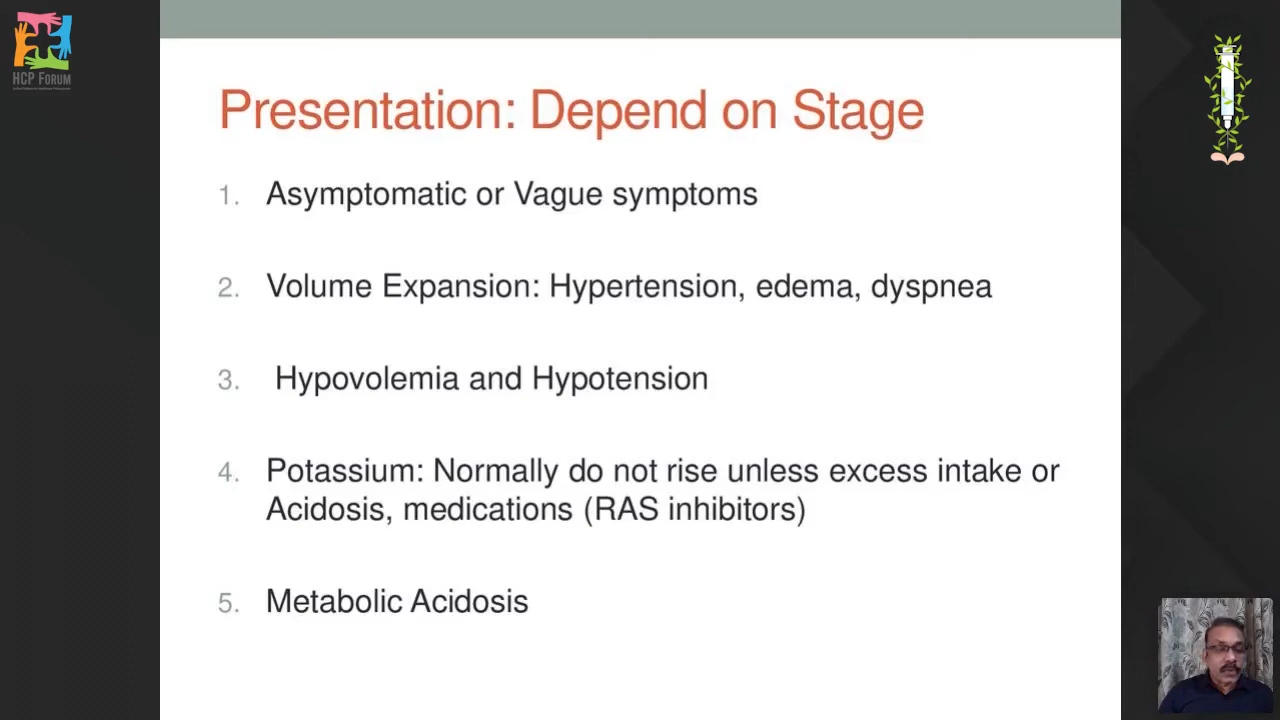 HCP FORUM
Presentation: Depend on Stage
1. Asymptomatic or Vague symptoms
2. Volume Expansion: Hypertension, edema, dyspnea
3. Hypovolemia and Hypotension
4. Potassium: Normally do not rise unless excess intake or
Acidosis, medications (RAS inhibitors)
5. Metabolic Acidosis